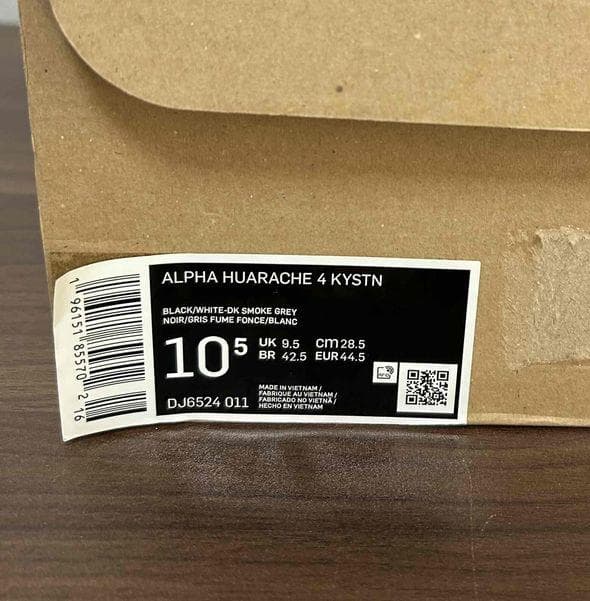 ALPHA HUARACHE 4 KYSTN
BLACK/WHITE-DK SMOKE GREY
NOIR/GRIS FUME FONCE/BLANC
10⁵ UK 9.5 cm 28.5
BR 42.5 EUR 44.5
DJ6524 011
MADE IN VIETNAM /
FABRIQUE AU VIETNAM /
FABRICADO NO VIETNÃ /
HECHO EN VIETNAM
1 96151 85570 2 16